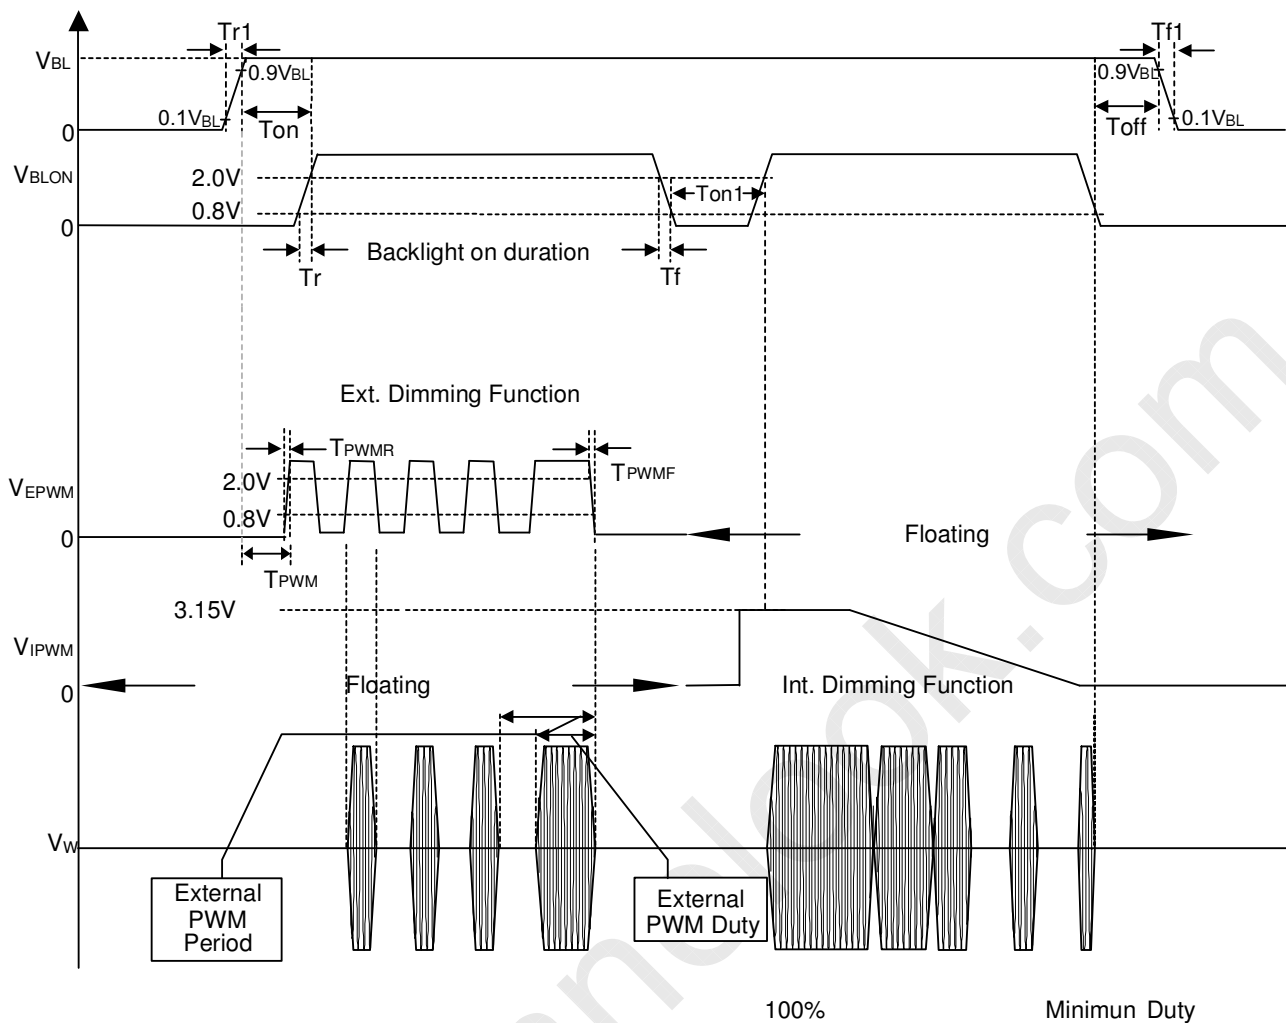 Tr1
Tf1
VBL
0.9VBL
0.9VBL
0.1VBL
Ton
Toff
0.1VBL
0
VBLON
2.0V
Ton1
0.8V
0
Backlight on duration
Tr
Tf
Ext. Dimming Function
TPWMR
TPWMF
VEPWM
2.0V
0.8V
0
Floating
TPWM
3.15V
VIPWM
0
Floating
Int. Dimming Function
VW
External
PWM
Period
External
PWM Duty
100%
Minimun Duty